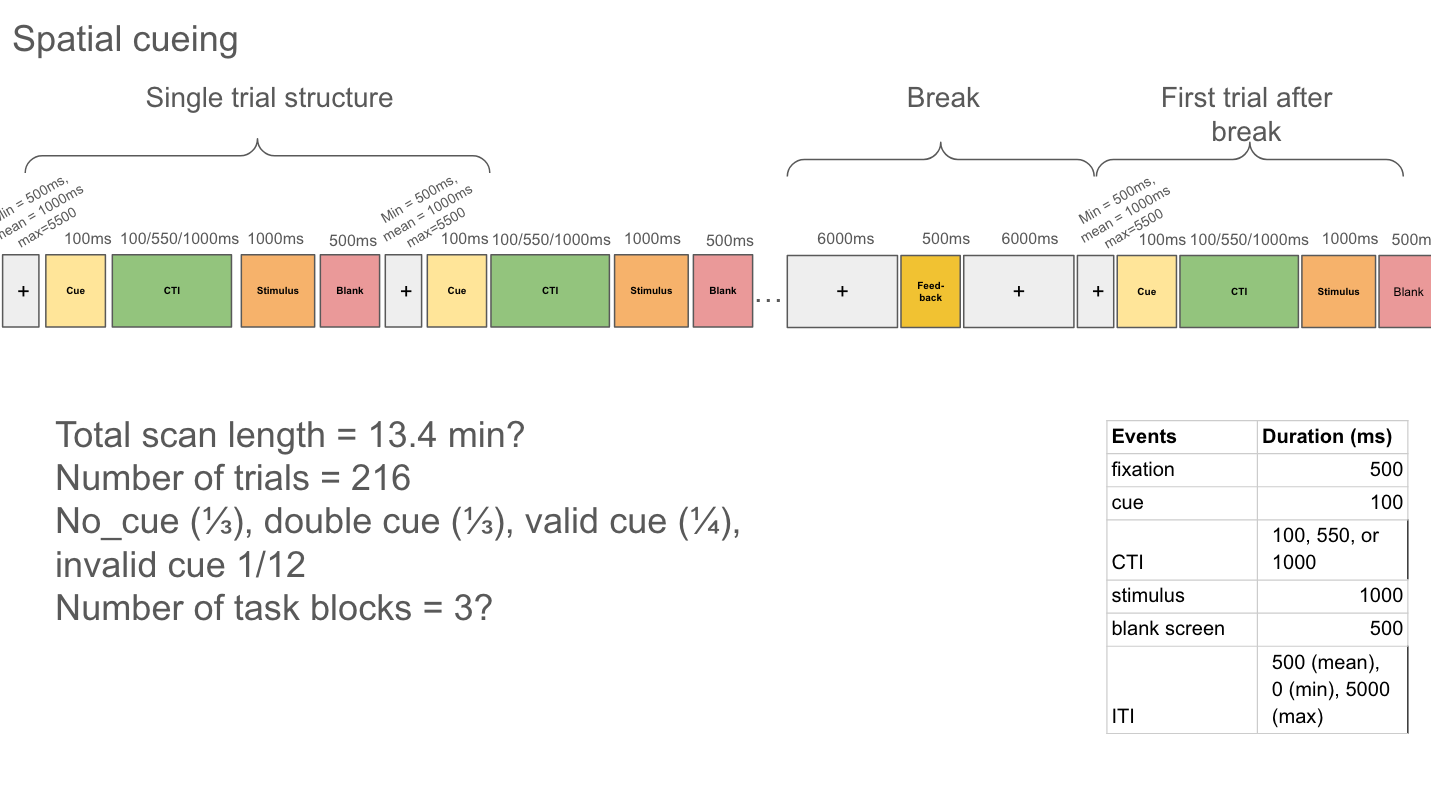 Spatial cueing
Single trial structure
Break
First trial after
break
Min = 500ms,
mean = 1000ms
max=5500
100ms
100/550/1000ms
1000ms
500ms
Min = 500ms,
mean = 1000ms
max=5500
100ms
100/550/1000ms
1000ms
500ms
6000ms
500ms
6000ms
Min = 500ms,
mean = 1000ms
max=5500
100ms
100/550/1000ms
1000ms
500m
+
Cue
CTI
Stimulus
Blank
+
Cue
CTI
Stimulus
Blank
...
+
Feed-
back
+
+
Cue
CTI
Stimulus
Blank
Total scan length = 13.4 min?
Number of trials = 216
No_cue (⅓), double cue (⅓), valid cue (¼),
invalid cue 1/12
Number of task blocks = 3?
Events Duration (ms)
fixation 500
cue 100
100, 550, or
CTI 1000
stimulus 1000
blank screen 500
500 (mean),
0 (min), 5000
ITI (max)